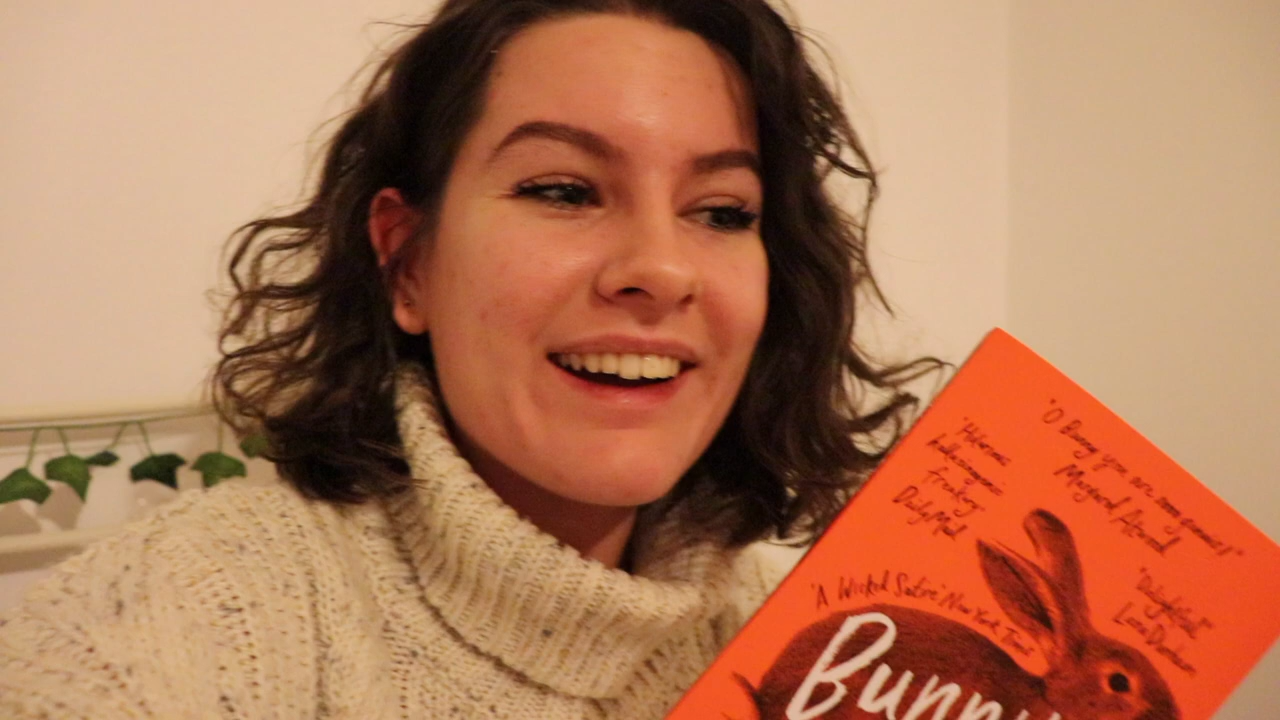 'O Bunny you are sooo genius!'
Margaret Atwood
'Hilarious
hallucinogenic
freaky'
Daily Mail
'Delightful'
Lena Dunham
'A Wicked Satire' New York Times
Bunny